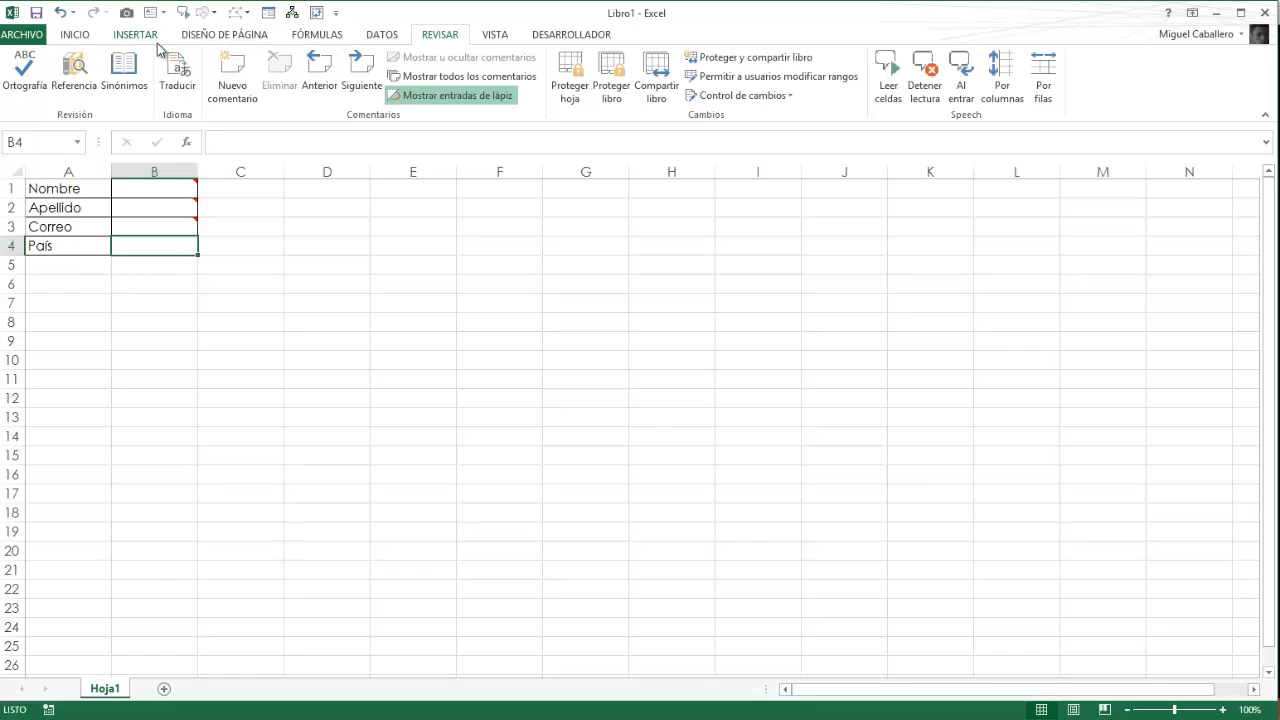 Libro1 - Excel
?
ARCHIVO INICIO INSERTAR DISEÑO DE PÁGINA FÓRMULAS DATOS REVISAR VISTA DESARROLLADOR
Miguel Caballero
ABC
Ortografía
Referencia
Sinónimos
Revisión
Traducir
Idioma
Nuevo
comentario
Eliminar
Anterior
Siguiente
Mostrar u ocultar comentarios
Mostrar todos los comentarios
Mostrar entradas de lápiz
Comentarios
Proteger
hoja
Proteger
libro
Compartir
libro
Proteger y compartir libro
Permitir a usuarios modificar rangos
Control de cambios
Cambios
Leer
celdas
Detener
lectura
Al
entrar
Por
columnas
Por
filas
Speech
B4
fx
A B C D E F G H I J K L M N
1 Nombre
2 Apellido
3 Correo
4 País
5
6
7
8
9
10
11
12
13
14
15
16
17
18
19
20
21
22
23
24
25
26
Hoja1
LISTO
100%